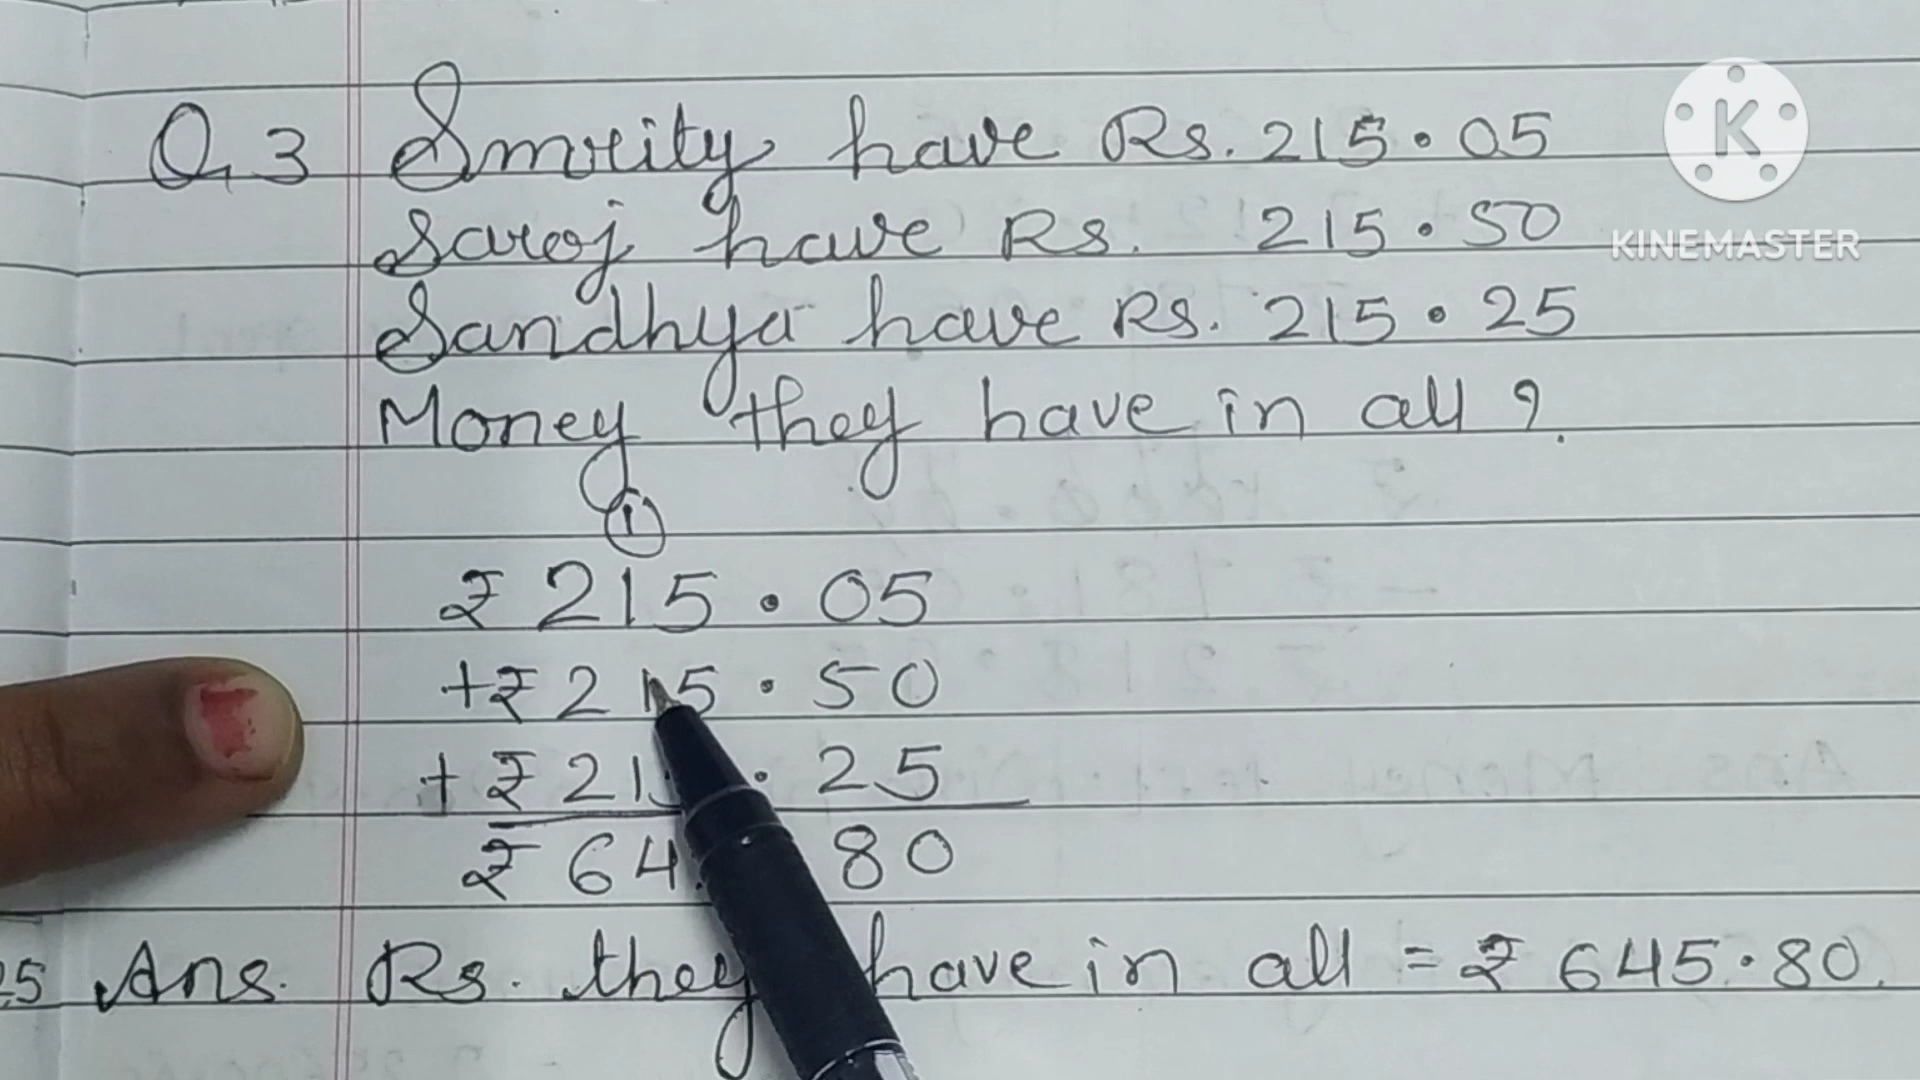 Q.3 Smrity have Rs. 215.05
Saroj have Rs. 215.50
Sandhya have Rs. 215.25
Money they have in all ?
1
₹ 215.05
+₹ 215.50
+ ₹ 21 . 25
₹ 64 80
25 Ans. Rs. they have in all = ₹ 645.80.
K
KINEMASTER